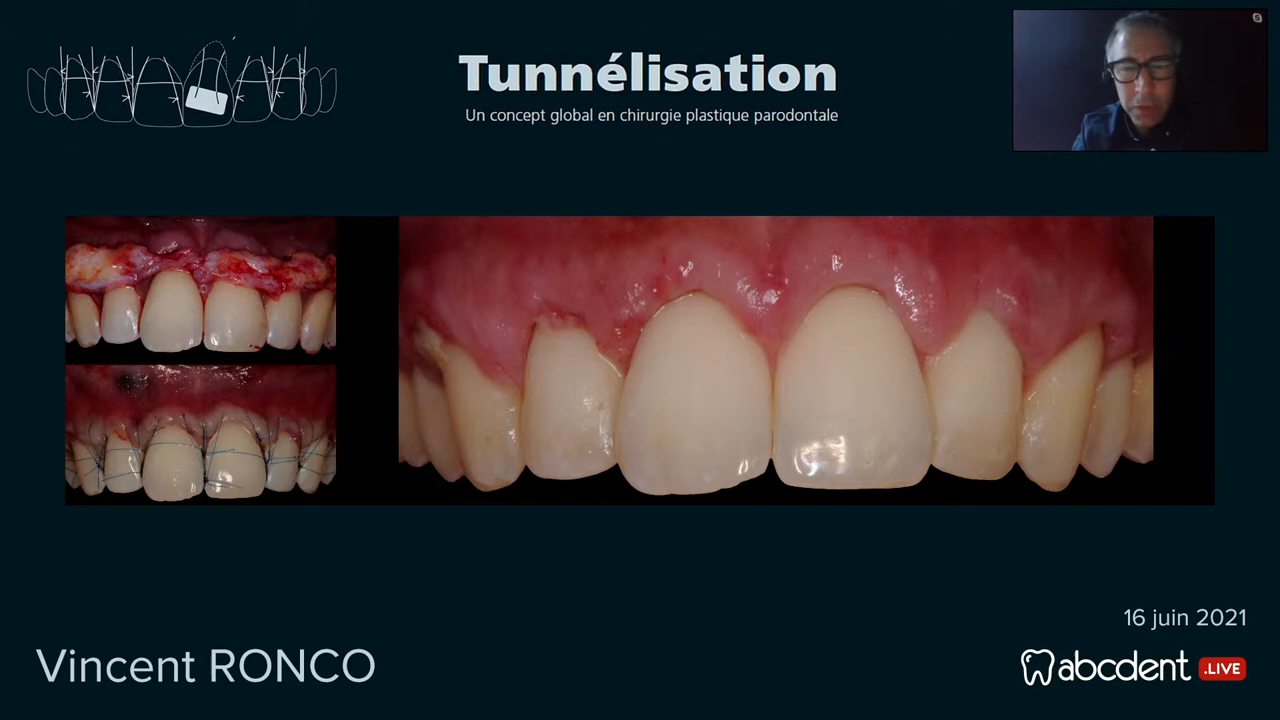 Tunnélisation
Un concept global en chirurgie plastique parodontale
16 juin 2021
Vincent RONCO
abcdent .LIVE